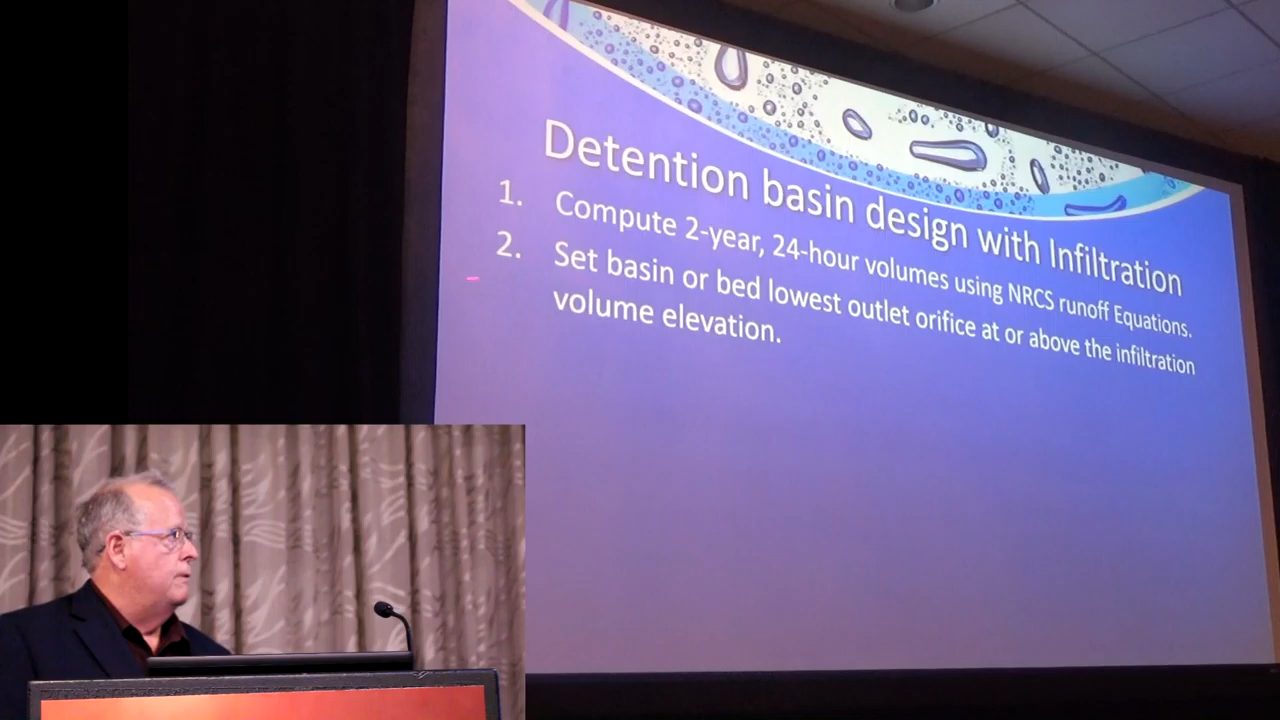 Detention basin design with Infiltration
1. Compute 2-year, 24-hour volumes using NRCS runoff Equations.
2. Set basin or bed lowest outlet orifice at or above the infiltration
volume elevation.